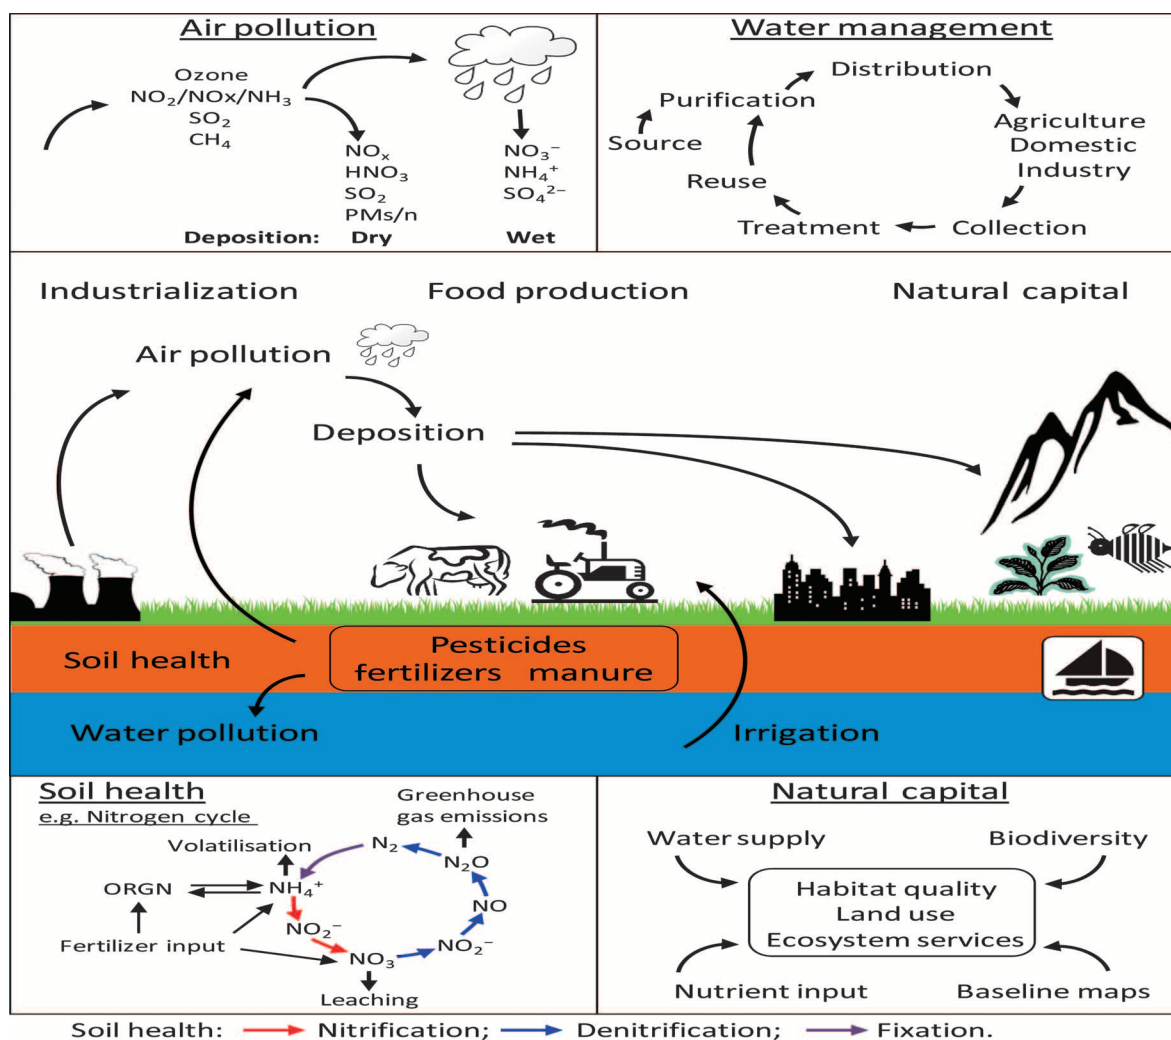 Air pollution
Ozone
NO₂/NOx/NH₃
SO₂
CH₄
NOₓ
HNO₃
SO₂
PMs/n
NO₃⁻
NH₄⁺
SO₄²⁻
Deposition: Dry Wet
Water management
Distribution
Purification
Source
Agriculture
Domestic
Industry
Reuse
Treatment
Collection
Industrialization Food production Natural capital
Air pollution
Deposition
Soil health
Pesticides
fertilizers manure
Water pollution
Irrigation
Soil health
e.g. Nitrogen cycle
Greenhouse
gas emissions
Volatilisation
N₂
N₂O
ORGN
NH₄⁺
NO
NO₂⁻
Fertilizer input
NO₃
NO₂⁻
Leaching
Natural capital
Water supply
Biodiversity
Habitat quality
Land use
Ecosystem services
Nutrient input
Baseline maps
Soil health: Nitrification; Denitrification; Fixation.